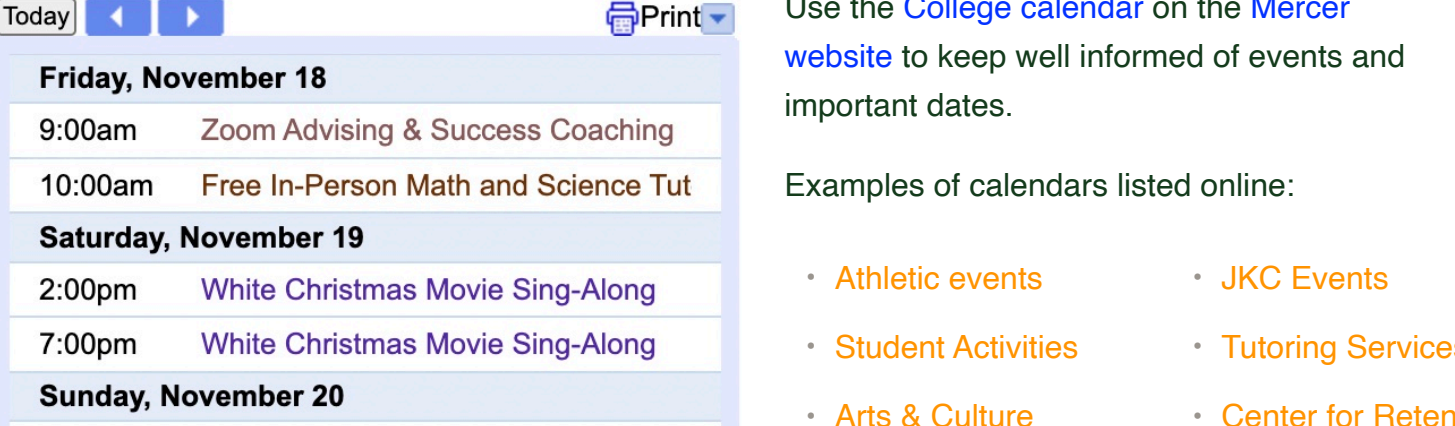 Today
Print
Friday, November 18
9:00am Zoom Advising & Success Coaching
10:00am Free In-Person Math and Science Tut
Saturday, November 19
2:00pm White Christmas Movie Sing-Along
7:00pm White Christmas Movie Sing-Along
Sunday, November 20
Use the College calendar on the Mercer
website to keep well informed of events and
important dates.
Examples of calendars listed online:
• Athletic events
• Student Activities
• Arts & Culture
• JKC Events
• Tutoring Services
• Center for Reten